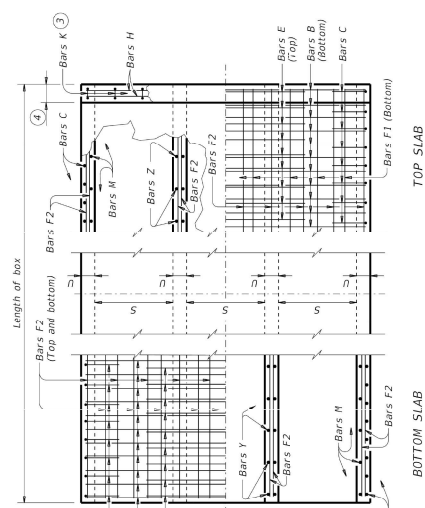 Bars K ③
Bars H
④
Bars E
(Top)
Bars B
(Bottom)
Bars C
Bars C
Bars F2
Bars M
Bars Z
Bars F2
Bars F2
Bars F1 (Bottom)
TOP SLAB
Length of box
U
S
S
S
U
Bars F2
(Top and bottom)
Bars Y
Bars F2
Bars M
Bars F2
BOTTOM SLAB